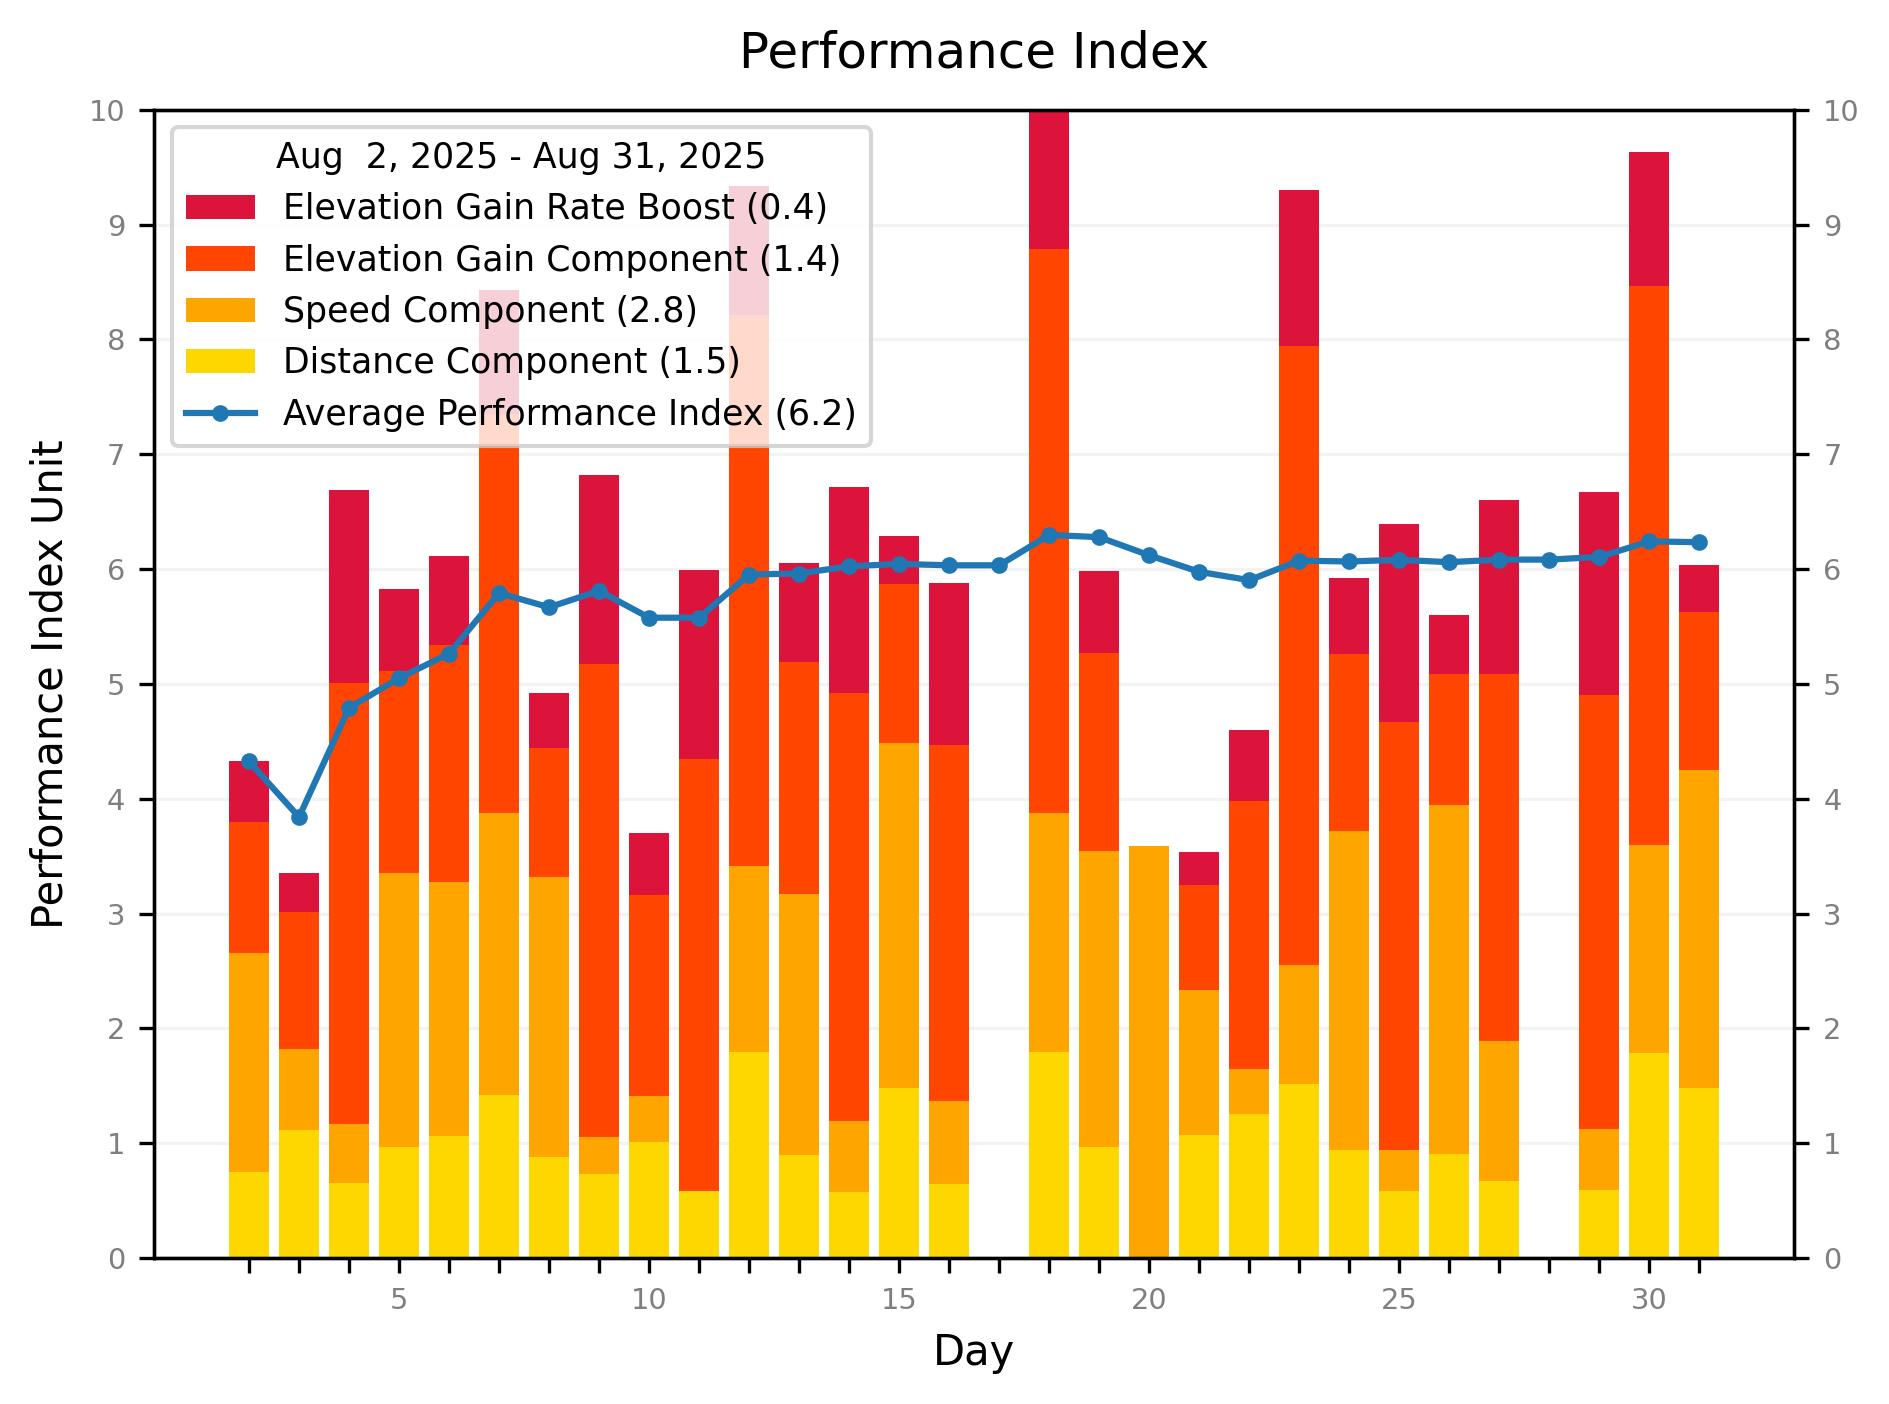 Performance Index
Aug  2, 2025 - Aug 31, 2025
Elevation Gain Rate Boost (0.4)
Elevation Gain Component (1.4)
Speed Component (2.8)
Distance Component (1.5)
Average Performance Index (6.2)
Performance Index Unit
10
9
8
7
6
5
4
3
2
1
0
10
9
8
7
6
5
4
3
2
1
0
5 10 15 20 25 30
Day